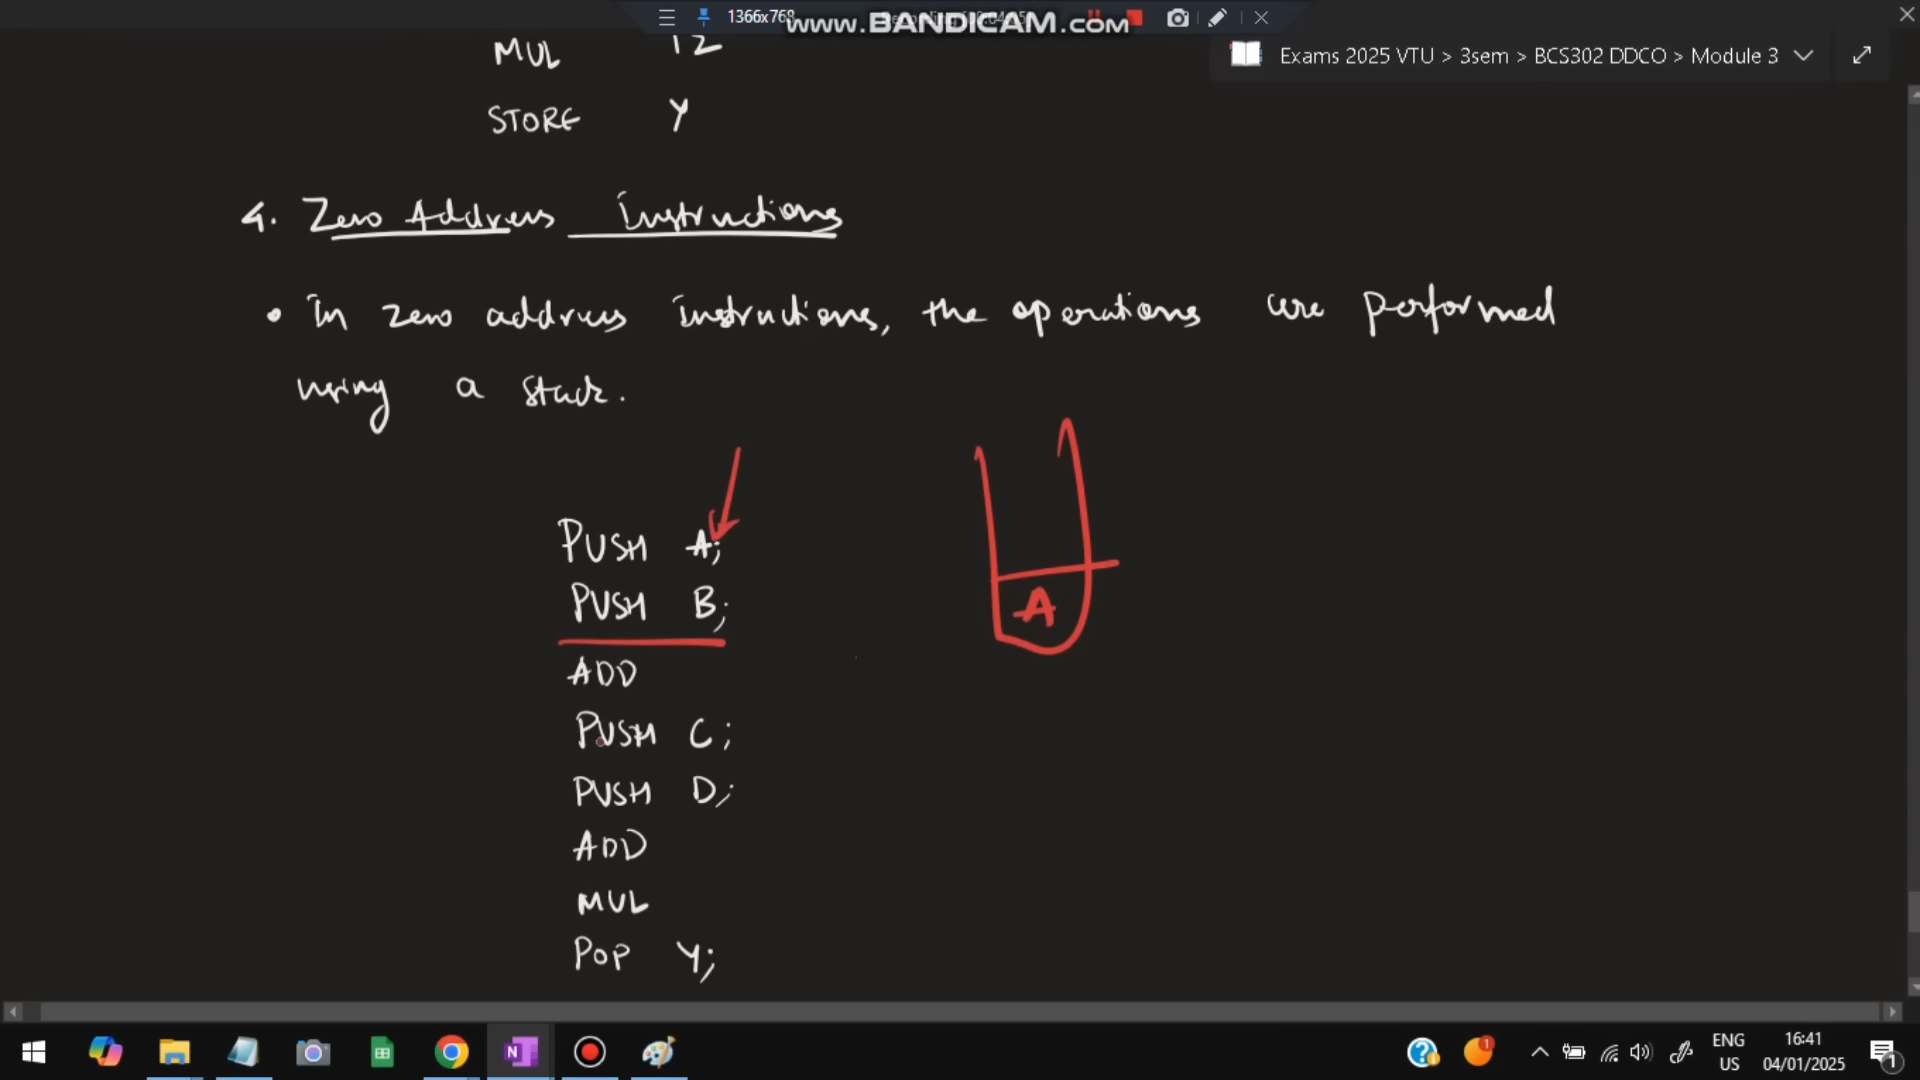 1366x768
www.BANDICAM.com
Exams 2025 VTU > 3sem > BCS302 DDCO > Module 3
MUL T2
STORE Y
4. Zero Address Instructions
• In zero address instructions, the operations are performed
using a stack.
PUSH A;
PUSH B;
A
ADD
PUSH C;
PUSH D;
ADD
MUL
POP Y;
ENG
US
16:41
04/01/2025